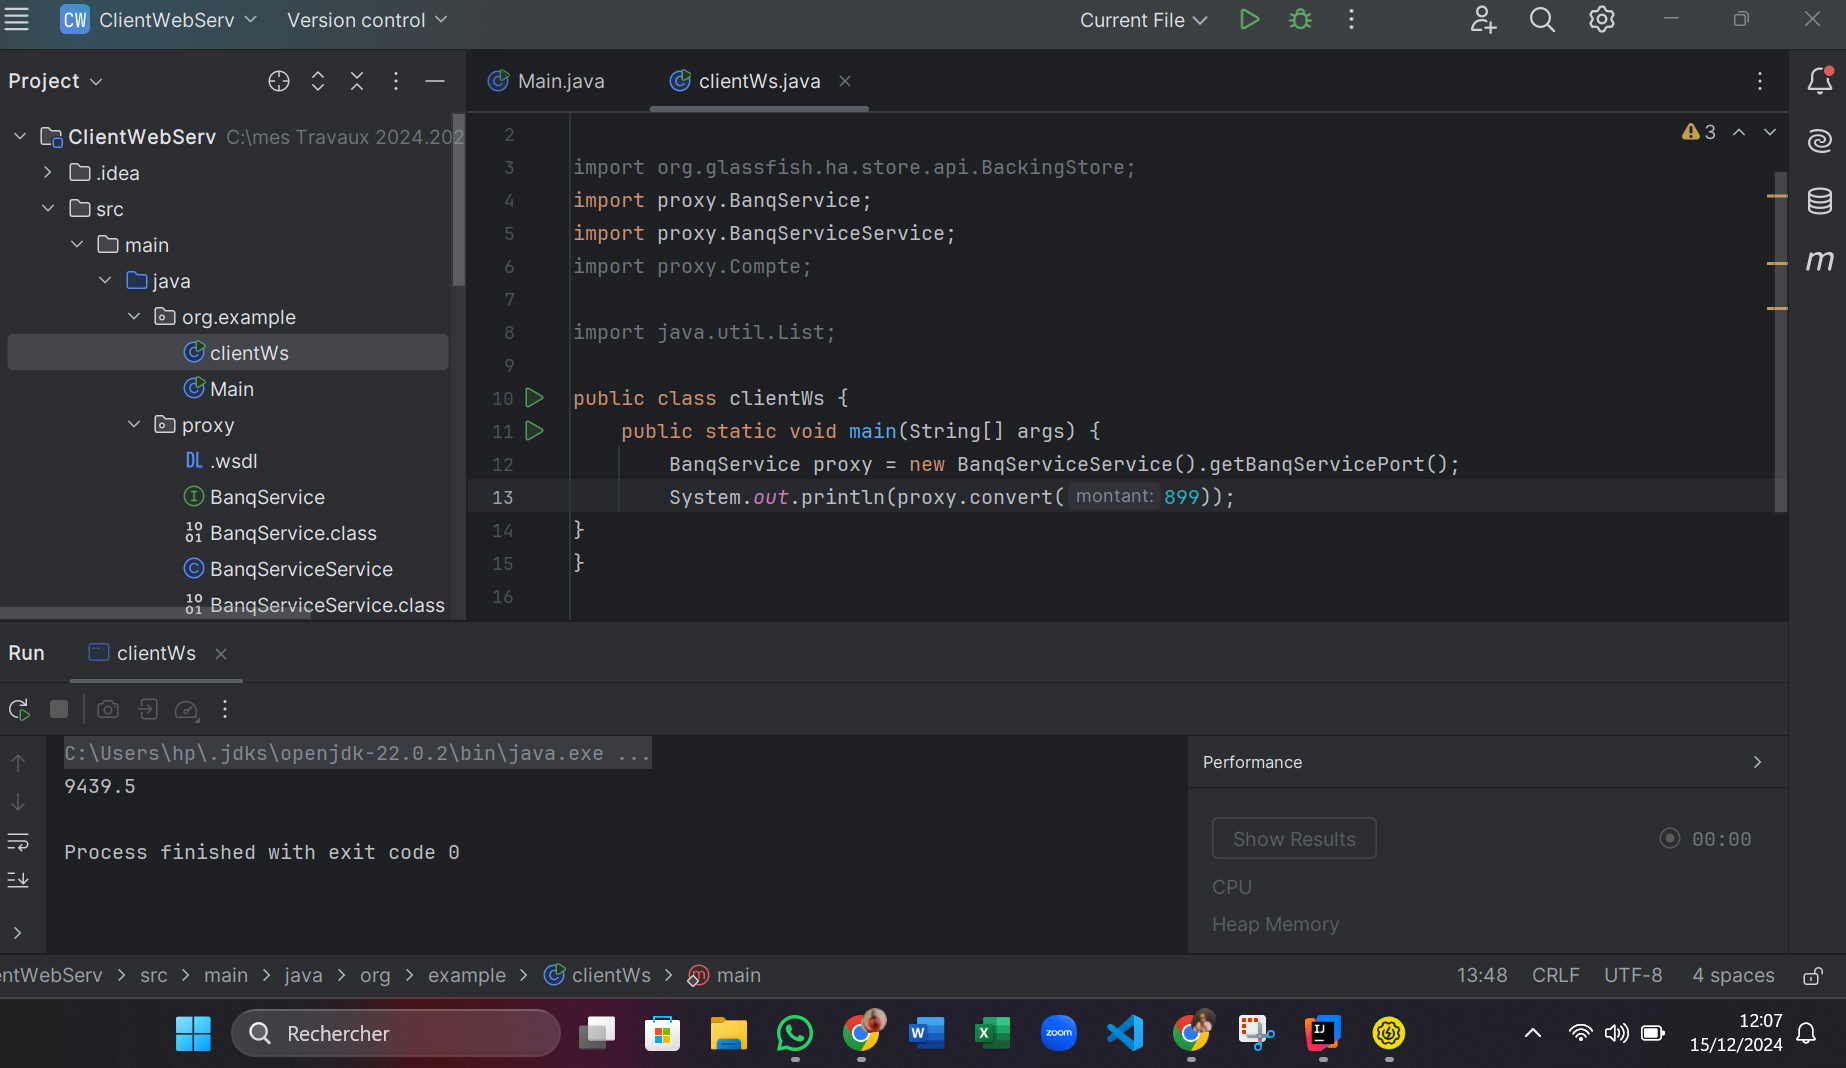 CW ClientWebServ Version control Current File
Project
Main.java clientWs.java
ClientWebServ C:\mes Travaux 2024.202
.idea
src
main
java
org.example
clientWs
Main
proxy
DL .wsdl
I BanqService
10 01 BanqService.class
C BanqServiceService
10 01 BanqServiceService.class
3
2
3 import org.glassfish.ha.store.api.BackingStore;
4 import proxy.BanqService;
5 import proxy.BanqServiceService;
6 import proxy.Compte;
7
8 import java.util.List;
9
10 public class clientWs {
11 public static void main(String[] args) {
12 BanqService proxy = new BanqServiceService().getBanqServicePort();
13 System.out.println(proxy.convert( montant: 899));
14 }
15 }
16
m
Run clientWs
C:\Users\hp\.jdks\openjdk-22.0.2\bin\java.exe ...
9439.5
Process finished with exit code 0
Performance
Show Results 00:00
CPU
Heap Memory
entWebServ > src > main > java > org > example > clientWs > main 13:48 CRLF UTF-8 4 spaces
Rechercher
zoom
12:07
15/12/2024